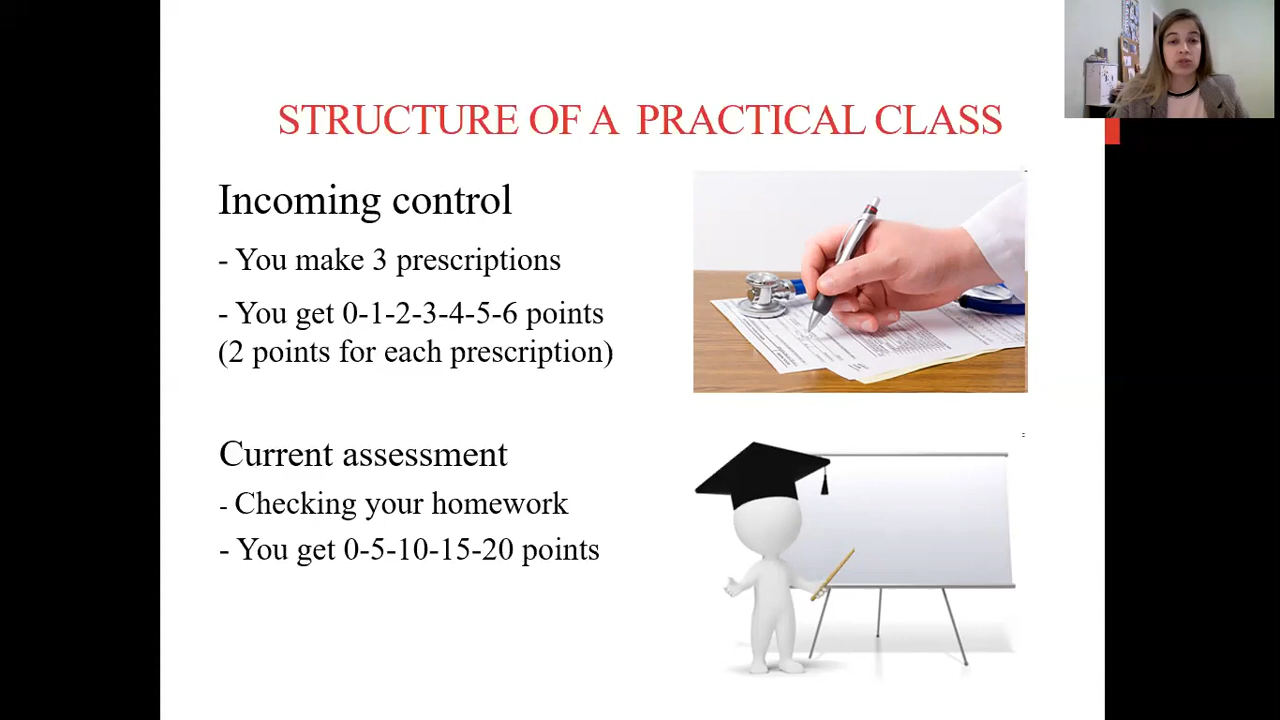 STRUCTURE OF A PRACTICAL CLASS
Incoming control
- You make 3 prescriptions
- You get 0-1-2-3-4-5-6 points
(2 points for each prescription)
Current assessment
- Checking your homework
- You get 0-5-10-15-20 points